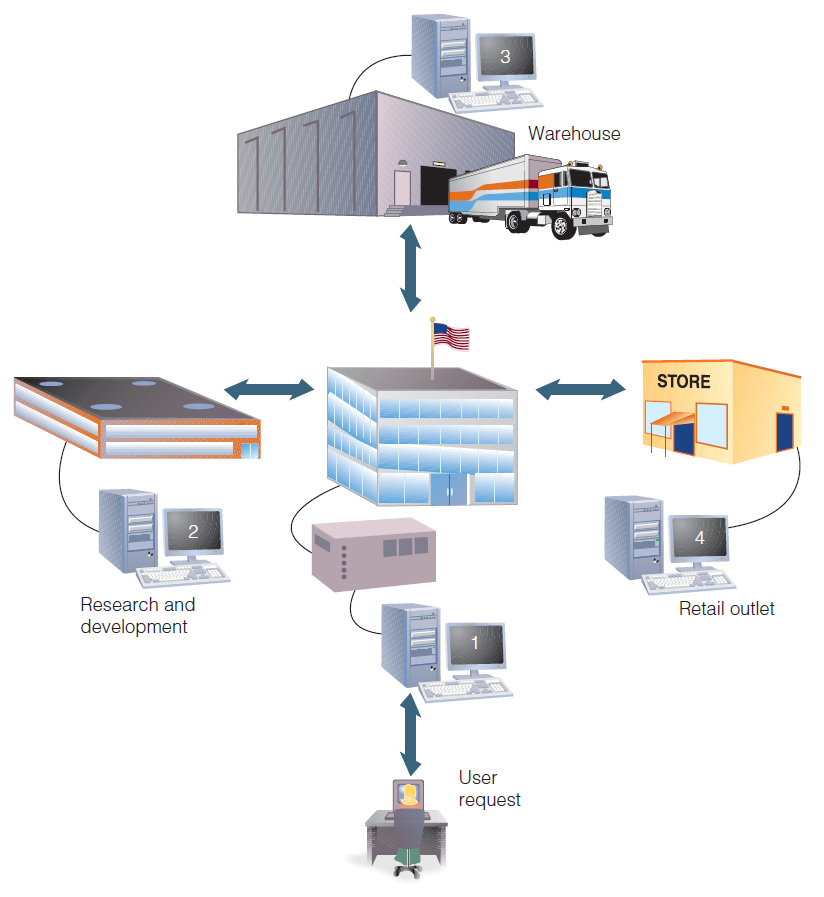 3
Warehouse
STORE
2
4
Research and
development
Retail outlet
1
User
request